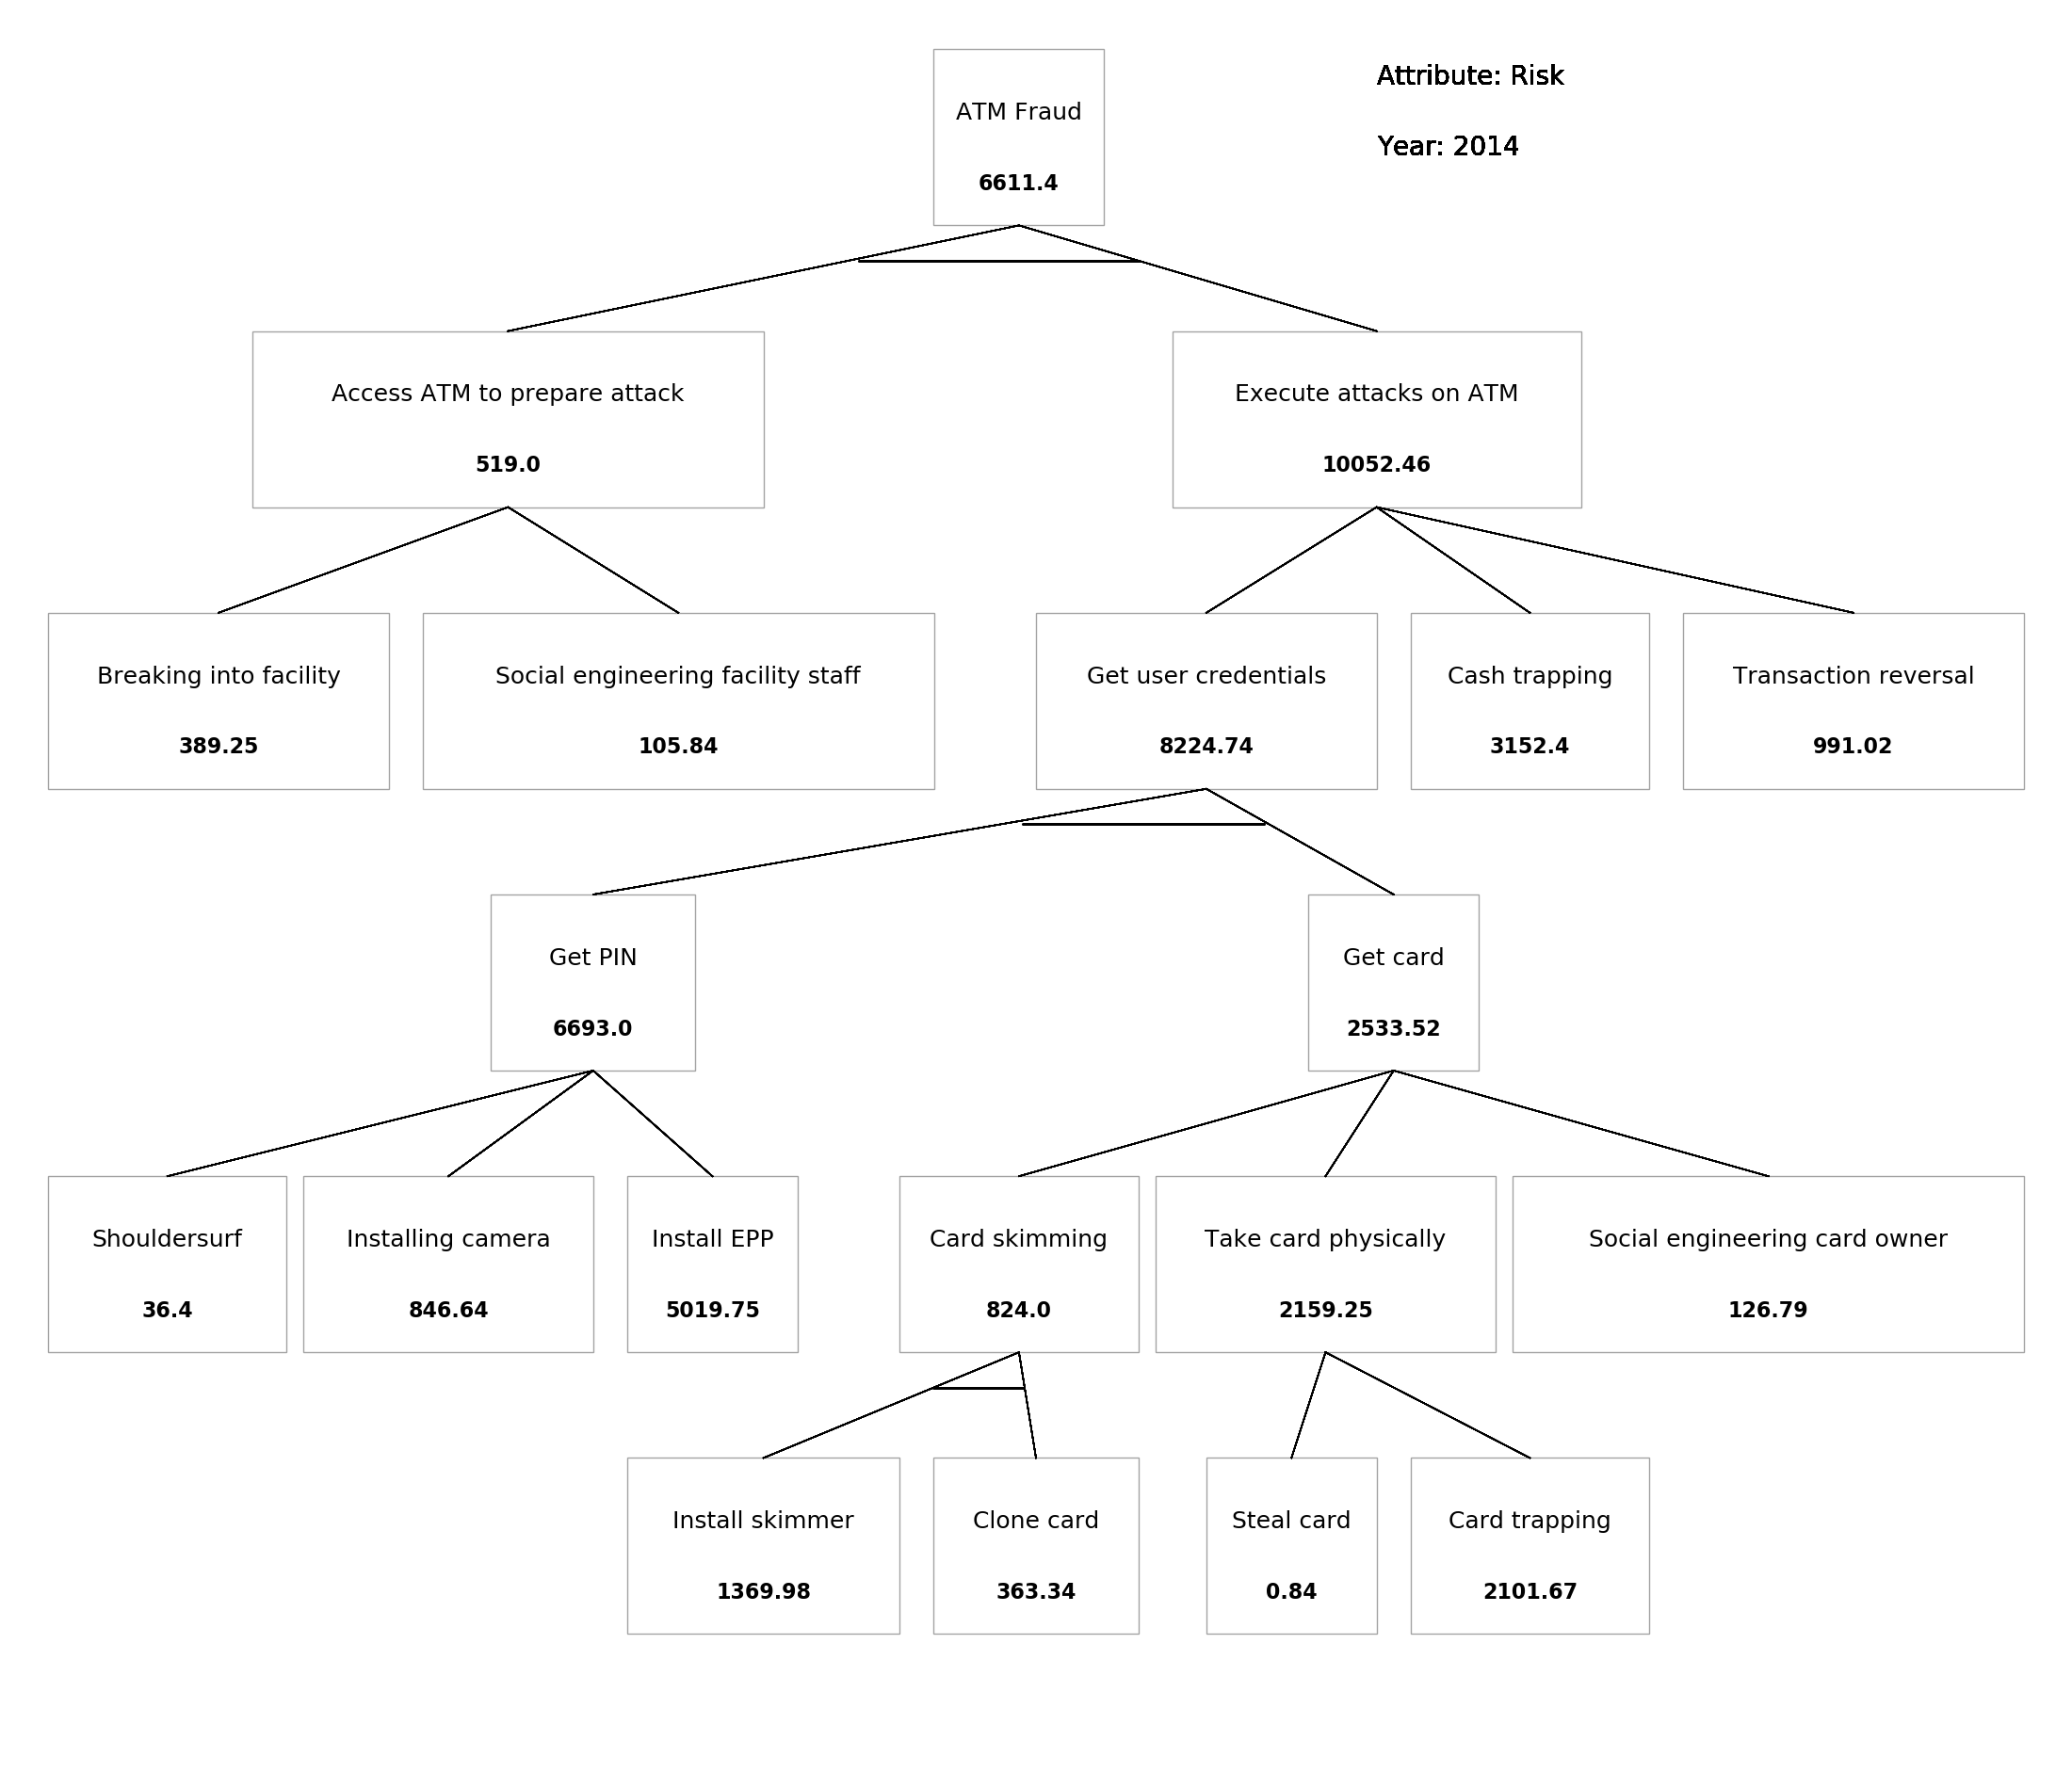 ATM Fraud
6611.4
Attribute: Risk
Year: 2014
Access ATM to prepare attack
519.0
Execute attacks on ATM
10052.46
Breaking into facility
389.25
Social engineering facility staff
105.84
Get user credentials
8224.74
Cash trapping
3152.4
Transaction reversal
991.02
Get PIN
6693.0
Get card
2533.52
Shouldersurf
36.4
Installing camera
846.64
Install EPP
5019.75
Card skimming
824.0
Take card physically
2159.25
Social engineering card owner
126.79
Install skimmer
1369.98
Clone card
363.34
Steal card
0.84
Card trapping
2101.67